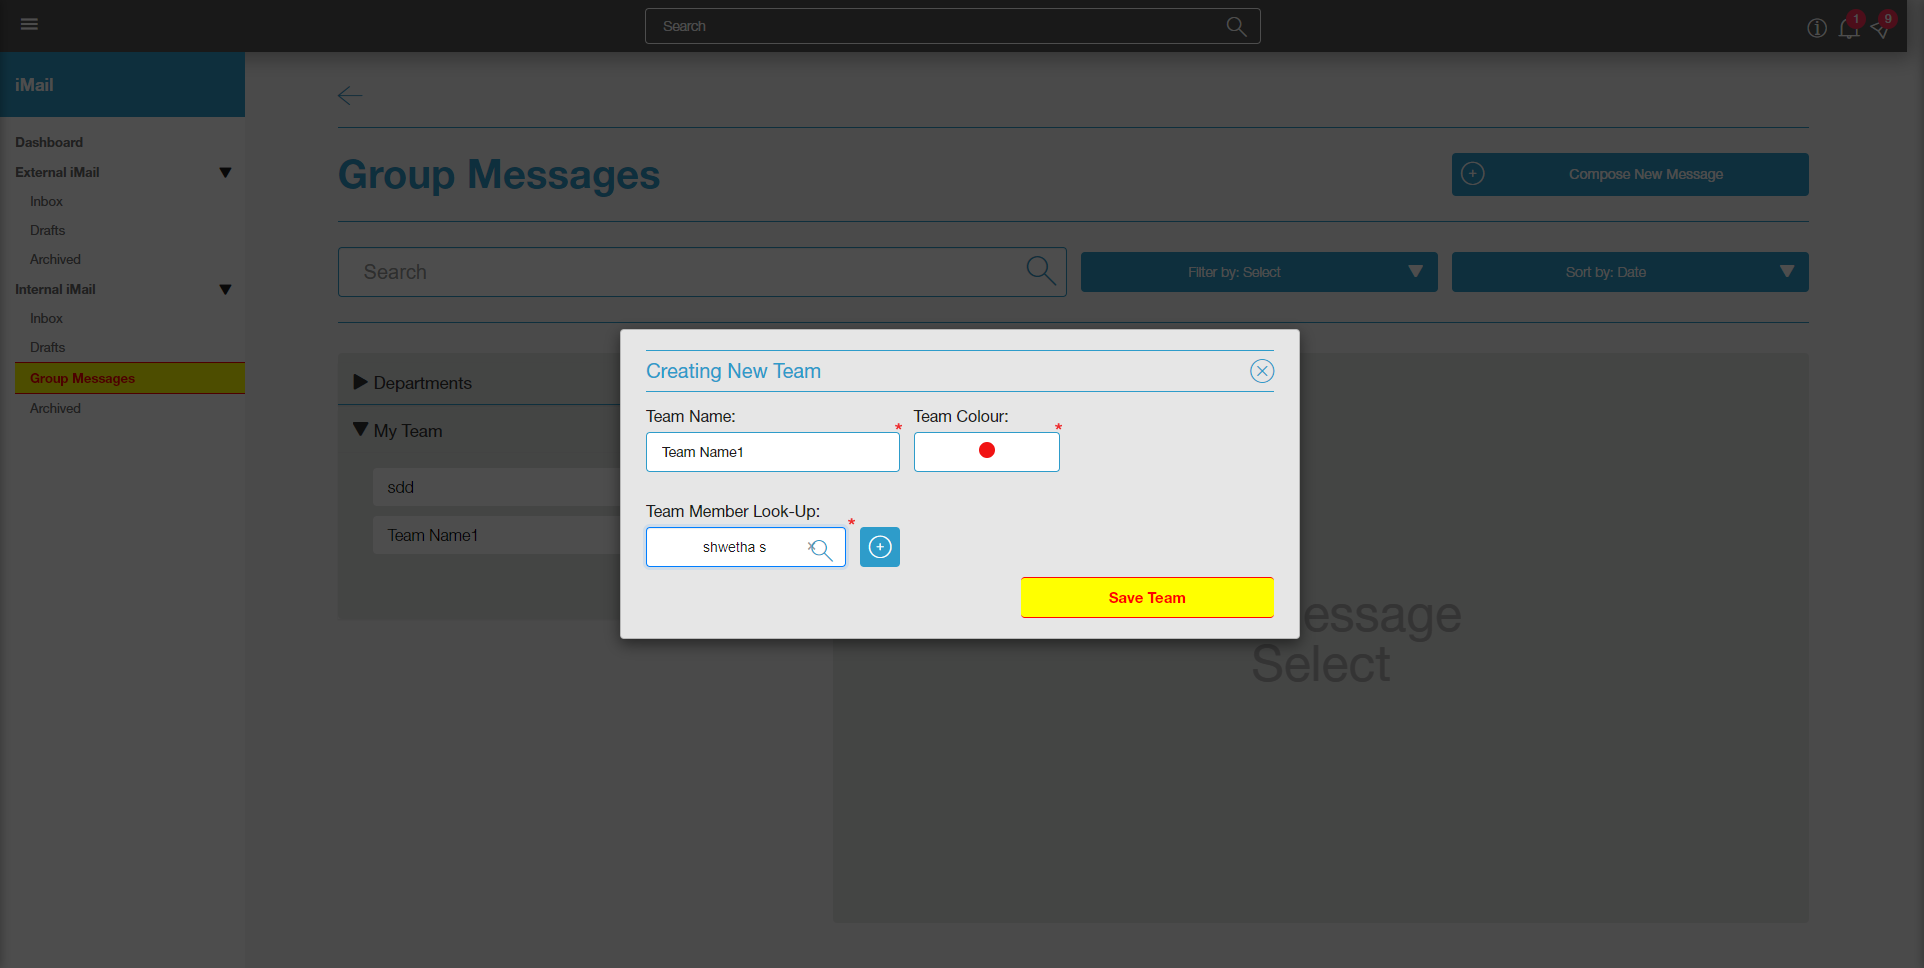 Search
1
9
iMail
Dashboard
External iMail
Inbox
Drafts
Archived
Internal iMail
Inbox
Drafts
Group Messages
Archived
Group Messages
Compose New Message
Search
Filter by: Select
Sort by: Date
Departments
My Team
sdd
Team Name1
Creating New Team
Team Name:
*
Team Colour:
*
Team Name1
Team Member Look-Up:
*
shwetha s
Save Team
essage
Select